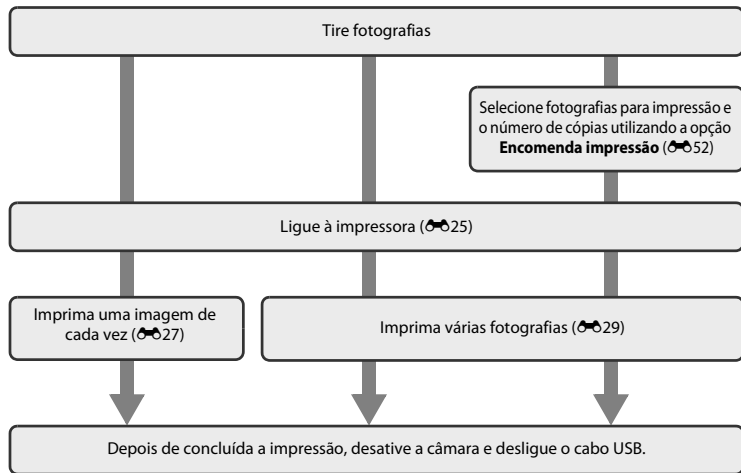 Tire fotografias
Selecione fotografias para impressão e
o número de cópias utilizando a opção
Encomenda impressão (52)
Ligue à impressora (25)
Imprima uma imagem de
cada vez (27)
Imprima várias fotografias (29)
Depois de concluída a impressão, desative a câmara e desligue o cabo USB.